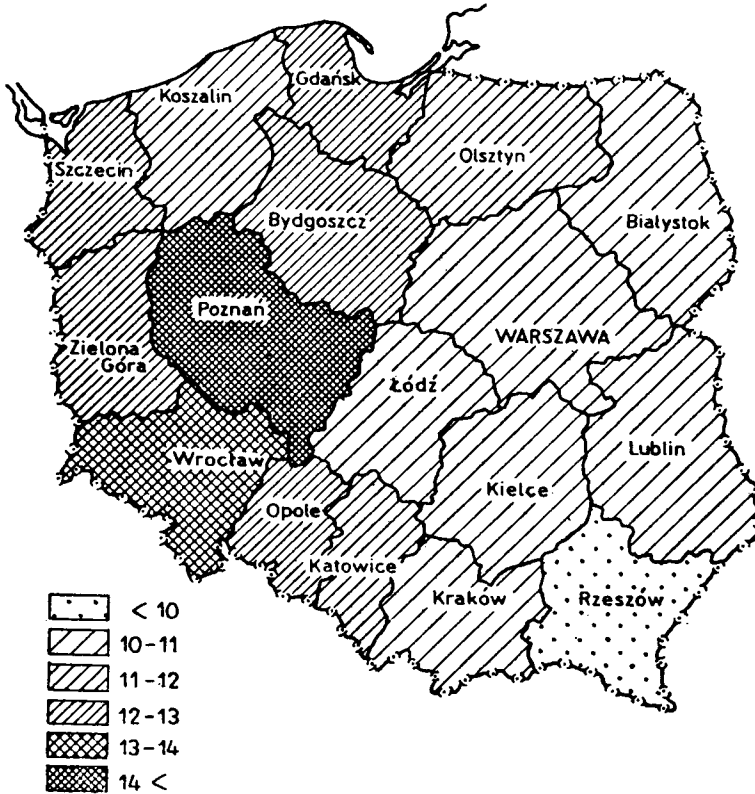 Gdańsk
Koszalin
Olsztyn
Szczecin
Białystok
Bydgoszcz
Poznań
WARSZAWA
Zielona
Góra
Łódź
Lublin
Wrocław
Kielce
Opole
Katowice
Kraków
Rzeszów
< 10
10-11
11-12
12-13
13-14
14 <